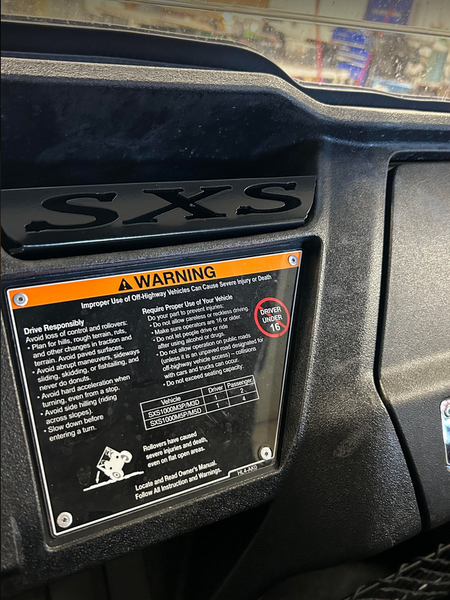 SXS
WARNING
Improper Use of Off-Highway Vehicles Can Cause Severe Injury or Death
Drive Responsibly
Avoid loss of control and rollovers:
• Plan for hills, rough terrain, ruts,
and other changes in traction and
terrain. Avoid paved surfaces.
• Avoid abrupt maneuvers, sideways
sliding, skidding, or fishtailing, and
never do donuts.
• Avoid hard acceleration when
turning, even from a stop.
• Avoid side hilling (riding
across slopes).
• Slow down before
entering a turn.
Require Proper Use of Your Vehicle
Do your part to prevent injuries:
• Do not allow careless or reckless driving.
• Make sure operators are 16 or older.
• Do not let people drive or ride
after using alcohol or drugs.
• Do not allow operation on public roads
(unless it is an unpaved road designated for
off-highway vehicle access) – collisions
with cars and trucks can occur.
• Do not exceed seating capacity:
DRIVER
UNDER
16
Vehicle Driver Passenger
SXS1000M3P/M3D 1 2
SXS1000M5P/M5D 1 4
Rollovers have caused
severe injuries and death,
even on flat open areas.
Locate and Read Owner's Manual.
Follow All Instruction and Warnings.